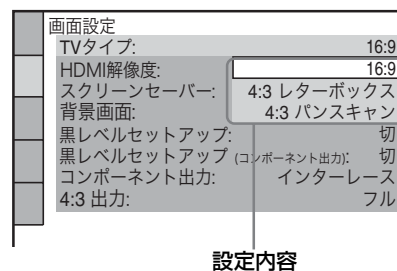 画面設定
TVタイプ: 16:9
HDMI解像度: 16:9
スクリーンセーバー: 4:3 レターボックス
背景画面: 4:3 パンスキャン
黒レベルセットアップ: 切
黒レベルセットアップ (コンポーネント出力): 切
コンポーネント出力: インターレース
4:3 出力: フル
設定内容